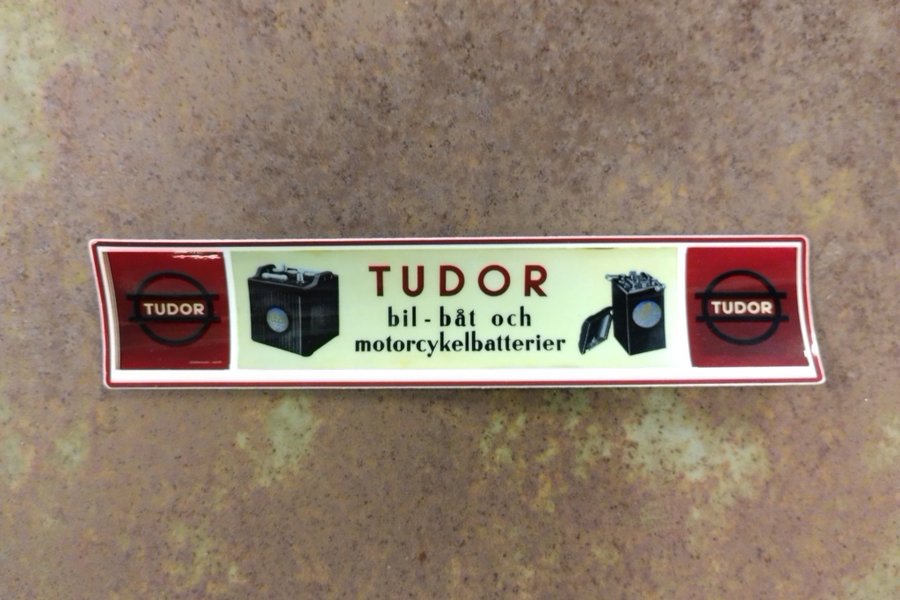 TUDOR
TUDOR
bil - båt och
motorcykelbatterier
TUDOR